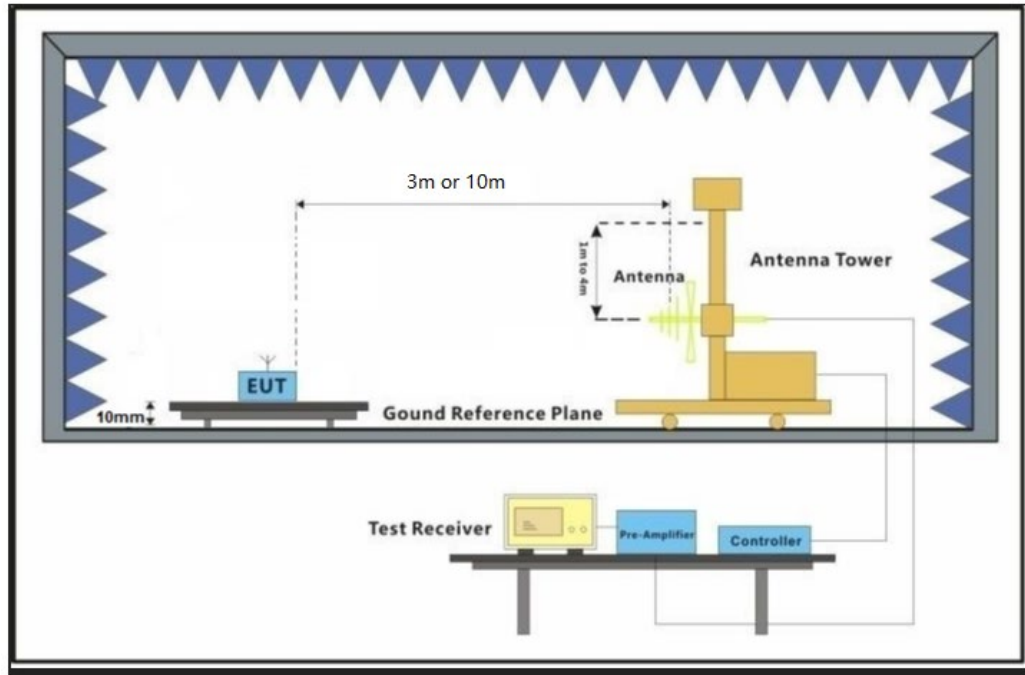 3m or 10m
1m to 4m
Antenna
Antenna Tower
EUT
10mm
Gound Reference Plane
Test Receiver
Pre-Amplifier
Controller